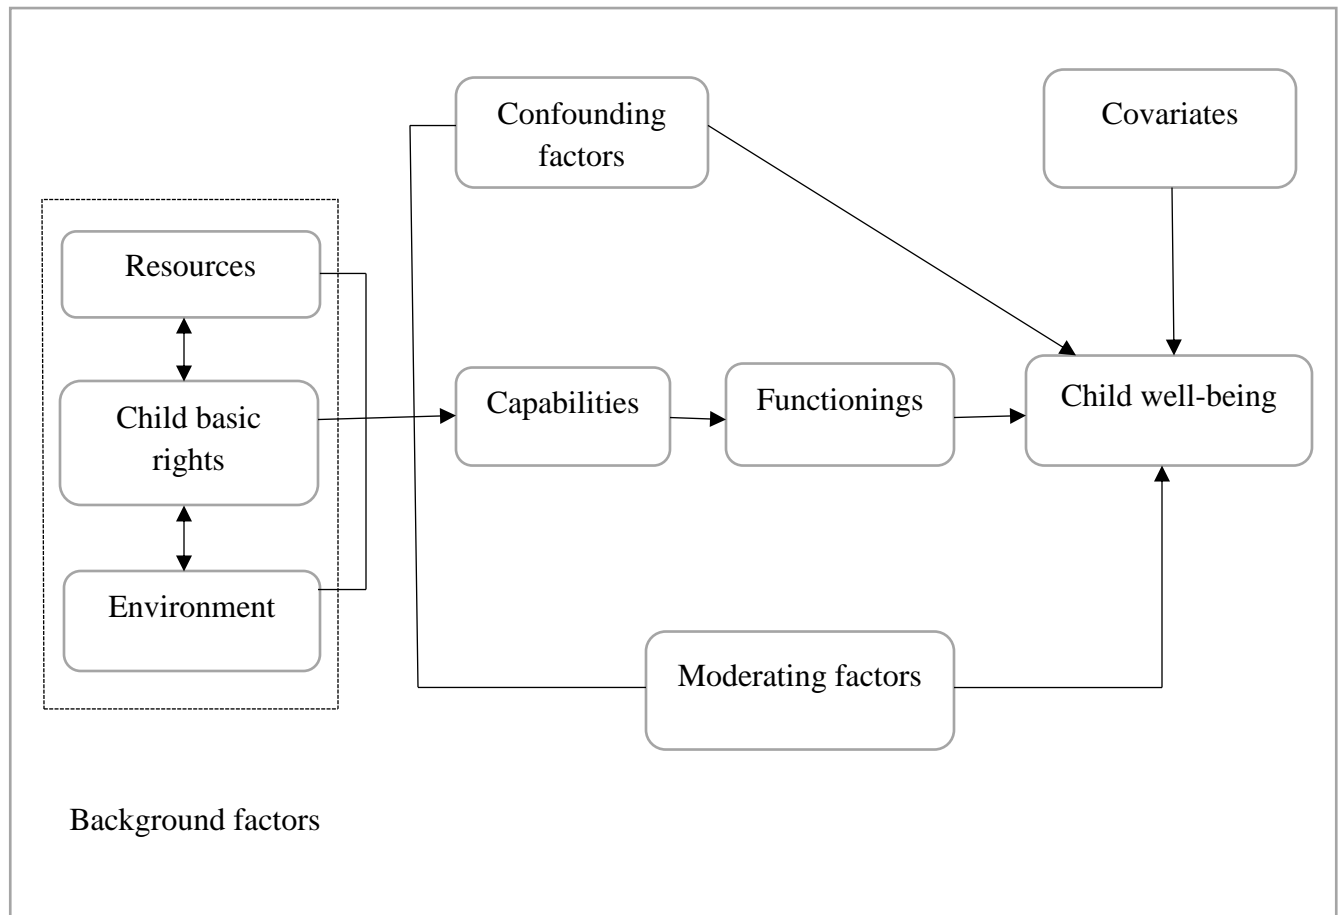 Confounding
factors
Covariates
Resources
Child basic
rights
Environment
Capabilities
Functionings
Child well-being
Moderating factors
Background factors